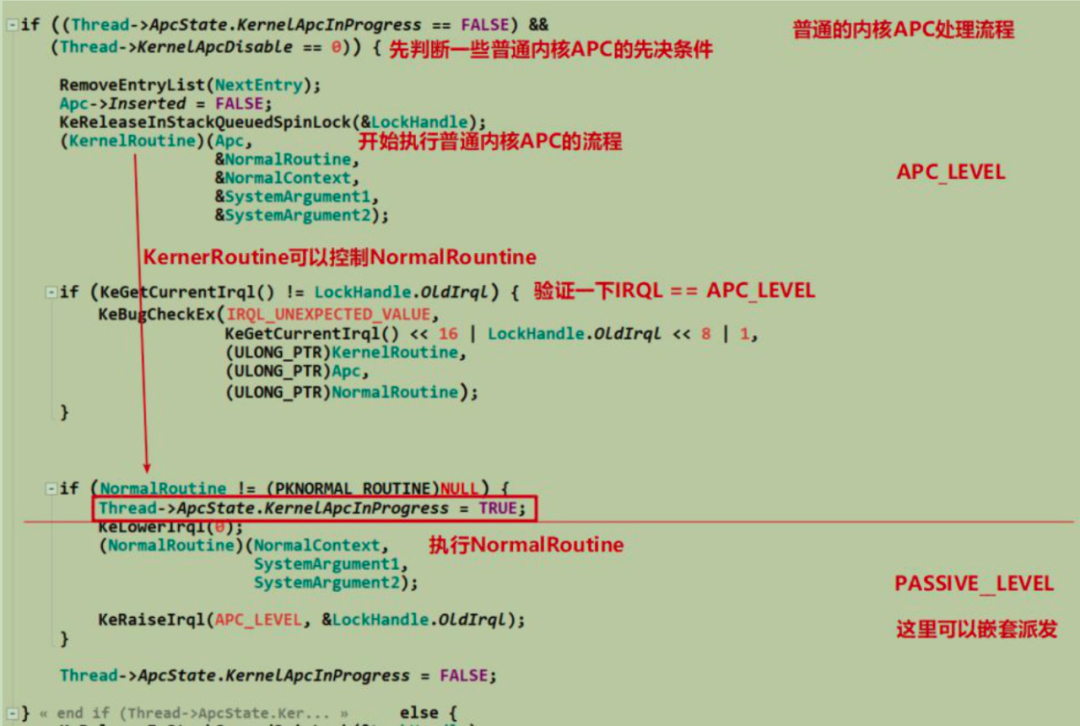 if ((Thread->ApcState.KernelApcInProgress == FALSE) &&
普通的内核APC处理流程
(Thread->KernelApcDisable == 0)) { 先判断一些普通内核APC的先决条件
RemoveEntryList(NextEntry);
Apc->Inserted = FALSE;
KeReleaseInStackQueuedSpinLock(&LockHandle);
(KernelRoutine)(Apc, 开始执行普通内核APC的流程
&NormalRoutine,
&NormalContext,
APC_LEVEL
&SystemArgument1,
&SystemArgument2);
KernerRoutine可以控制NormalRountine
if (KeGetCurrentIrql() != LockHandle.OldIrql) { 验证一下IRQL == APC_LEVEL
KeBugCheckEx(IRQL_UNEXPECTED_VALUE,
KeGetCurrentIrql() << 16 | LockHandle.OldIrql << 8 | 1,
(ULONG_PTR)KernelRoutine,
(ULONG_PTR)Apc,
(ULONG_PTR)NormalRoutine);
}
if (NormalRoutine != (PKNORMAL_ROUTINE)NULL) {
Thread->ApcState.KernelApcInProgress = TRUE;
KeLowerIrql(0);
(NormalRoutine)(NormalContext, 执行NormalRoutine
SystemArgument1,
SystemArgument2);
PASSIVE_LEVEL
KeRaiseIrql(APC_LEVEL, &LockHandle.OldIrql);
这里可以嵌套派发
}
Thread->ApcState.KernelApcInProgress = FALSE;
} « end if (Thread->ApcState.Ker... » else {